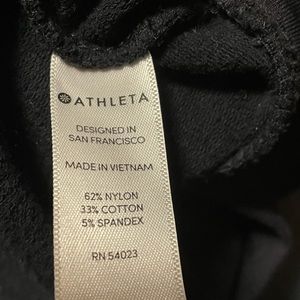 ATHLETA
DESIGNED IN
SAN FRANCISCO
MADE IN VIETNAM
62% NYLON
33% COTTON
5% SPANDEX
RN 54023